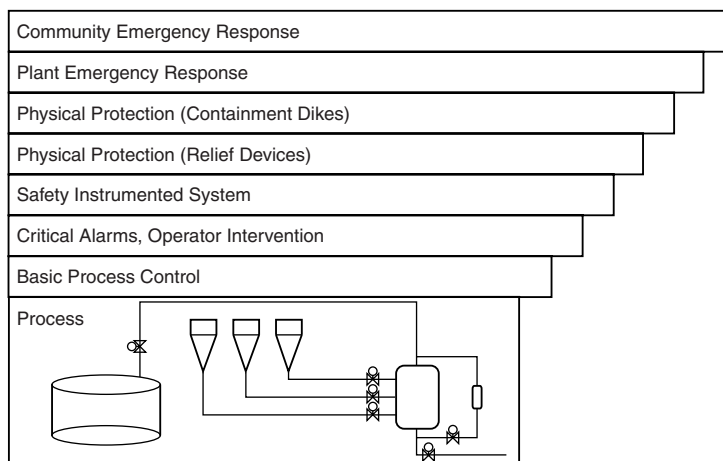 Community Emergency Response
Plant Emergency Response
Physical Protection (Containment Dikes)
Physical Protection (Relief Devices)
Safety Instrumented System
Critical Alarms, Operator Intervention
Basic Process Control
Process